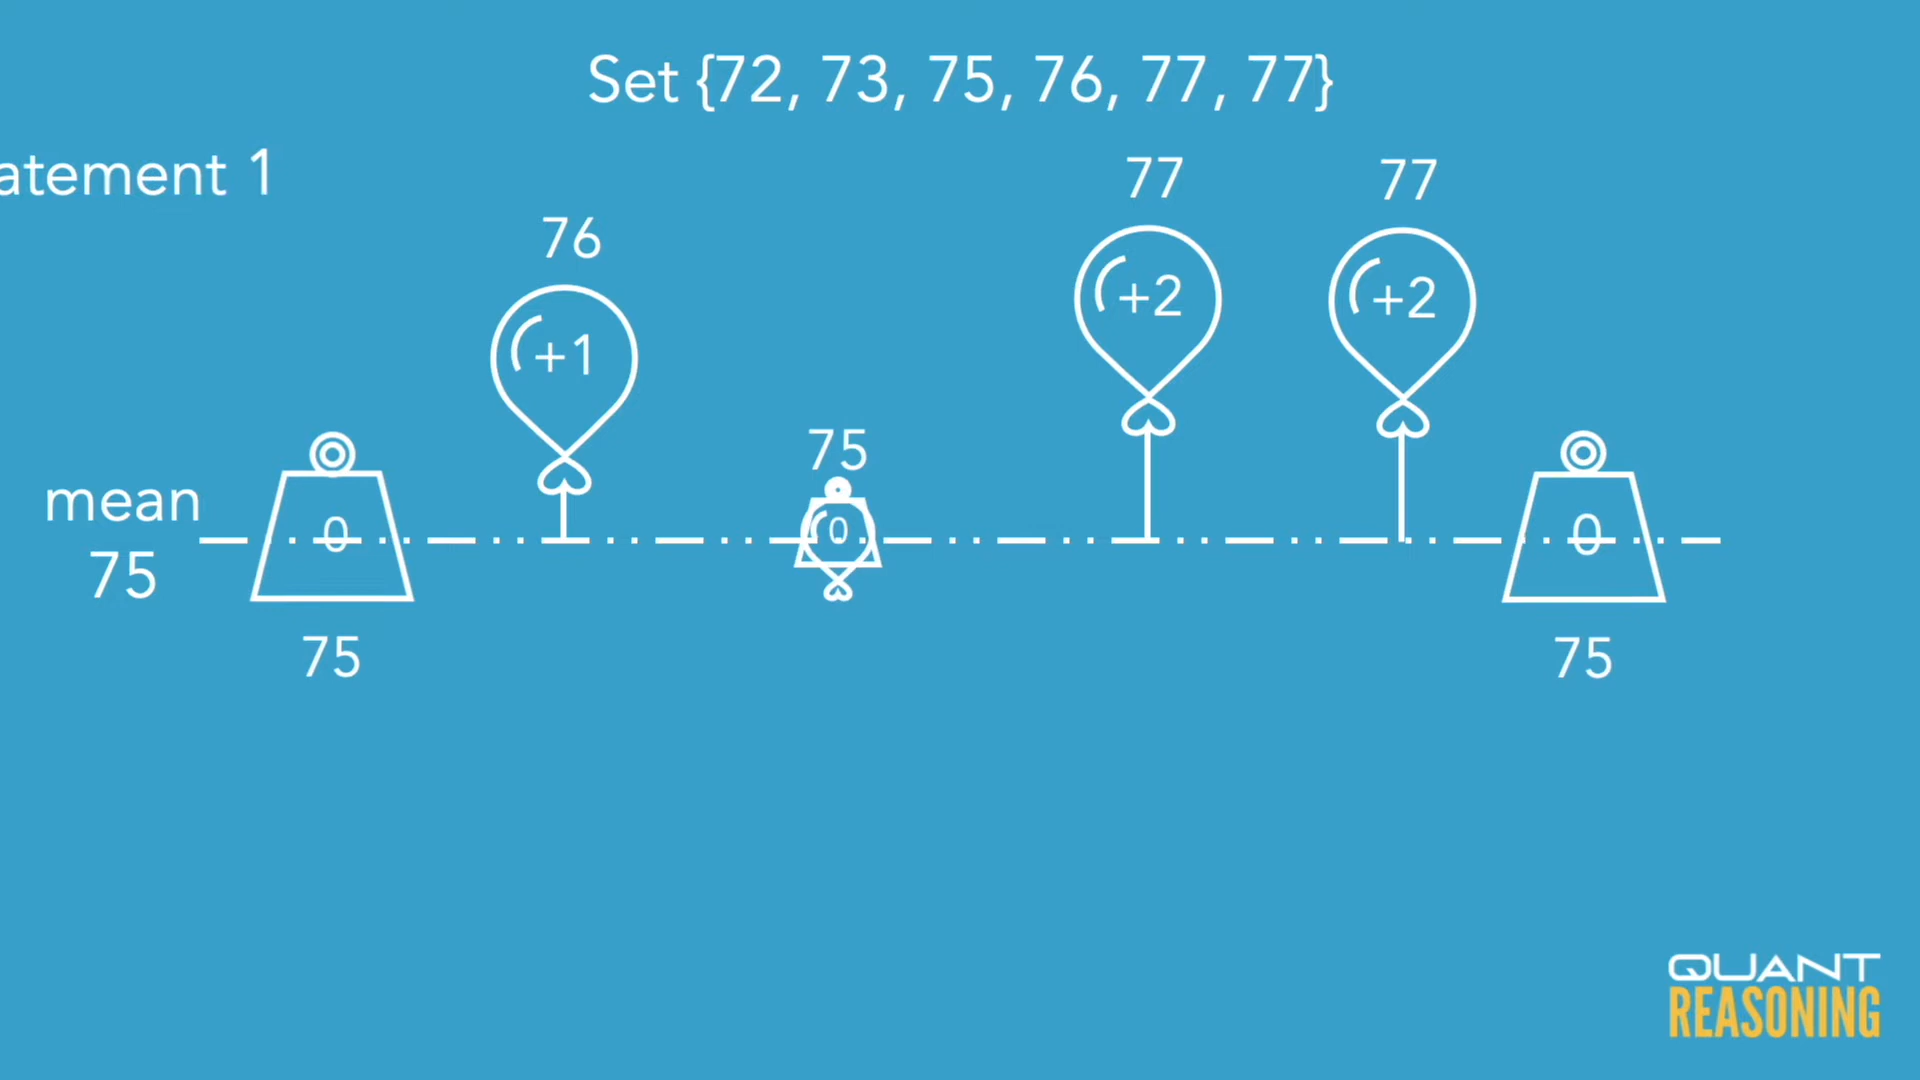 Set {72, 73, 75, 76, 77, 77}
atement 1
77 77
76
+2 +2
+1
75
mean
0 0 0
75
75 75
QUANT
REASONING